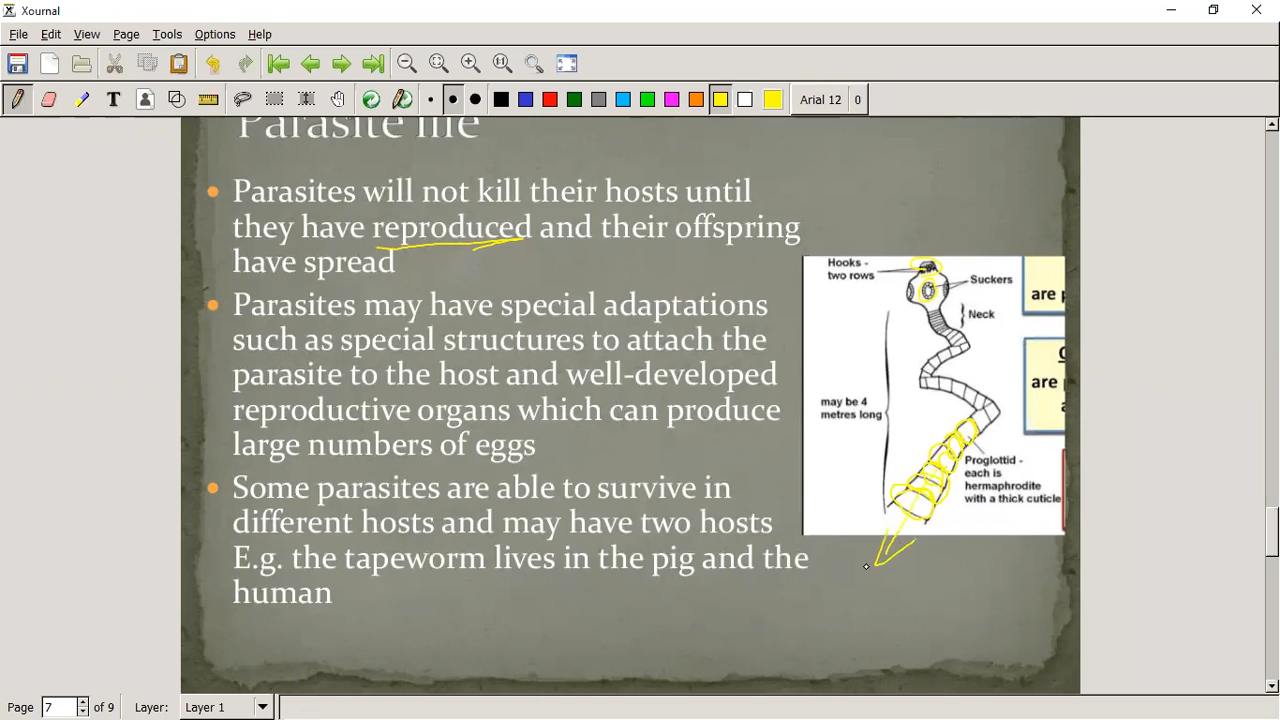 Xournal
File Edit View Page Tools Options Help
Arial 12 0
Parasite life
Parasites will not kill their hosts until
they have reproduced and their offspring
have spread
Parasites may have special adaptations
such as special structures to attach the
parasite to the host and well-developed
reproductive organs which can produce
large numbers of eggs
Some parasites are able to survive in
different hosts and may have two hosts
E.g. the tapeworm lives in the pig and the
human
Hooks -
two rows
Suckers
Neck
may be 4
metres long
Proglottid -
each is
hermaphrodite
with a thick cuticle
are
are
Page 7 of 9 Layer: Layer 1